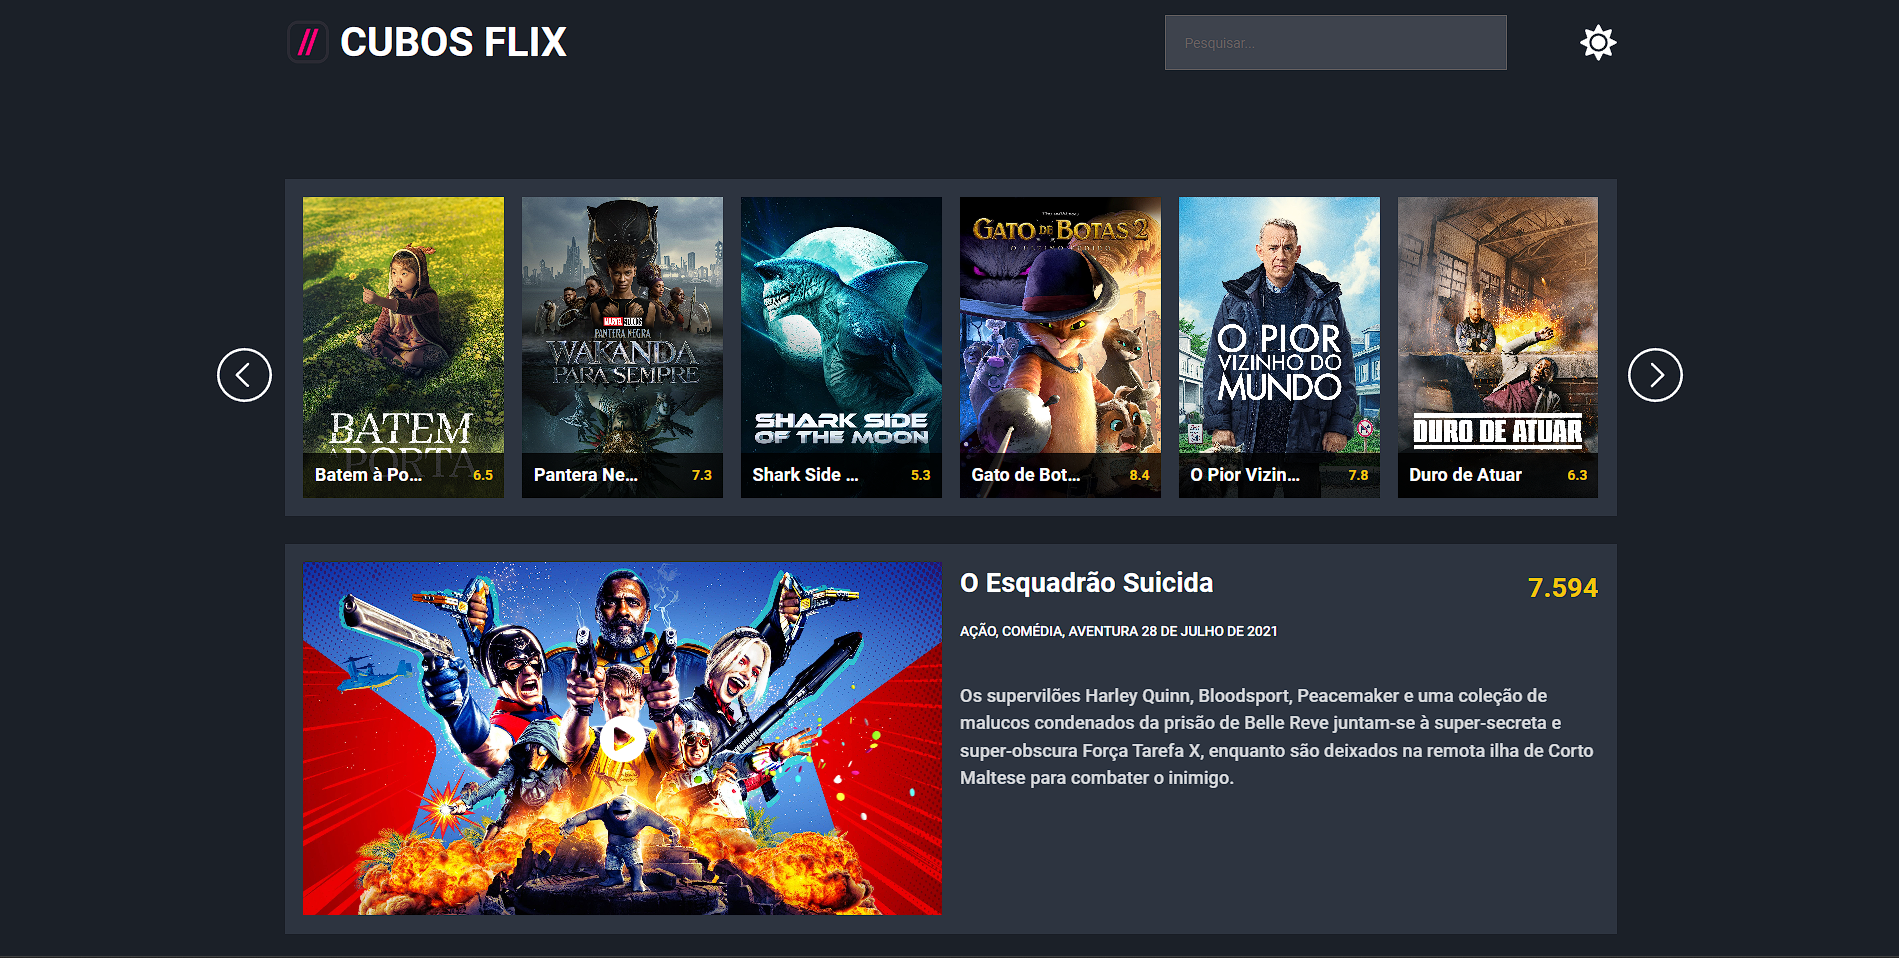 // CUBOS FLIX
Pesquisar...
BATEM
À PORTA
Batem à Po... 6.5
MARVEL STUDIOS
PANTERA NEGRA
WAKANDA
PARA SEMPRE
Pantera Ne... 7.3
SHARK SIDE
OF THE MOON
Shark Side ... 5.3
GATO DE BOTAS 2
O ÚLTIMO PEDIDO
Gato de Bot... 8.4
O PIOR
VIZINHO DO
MUNDO
O Pior Vizin... 7.8
DURO DE ATUAR
Duro de Atuar 6.3
O Esquadrão Suicida 7.594
AÇÃO, COMÉDIA, AVENTURA 28 DE JULHO DE 2021
Os supervilões Harley Quinn, Bloodsport, Peacemaker e uma coleção de
malucos condenados da prisão de Belle Reve juntam-se à super-secreta e
super-obscura Força Tarefa X, enquanto são deixados na remota ilha de Corto
Maltese para combater o inimigo.